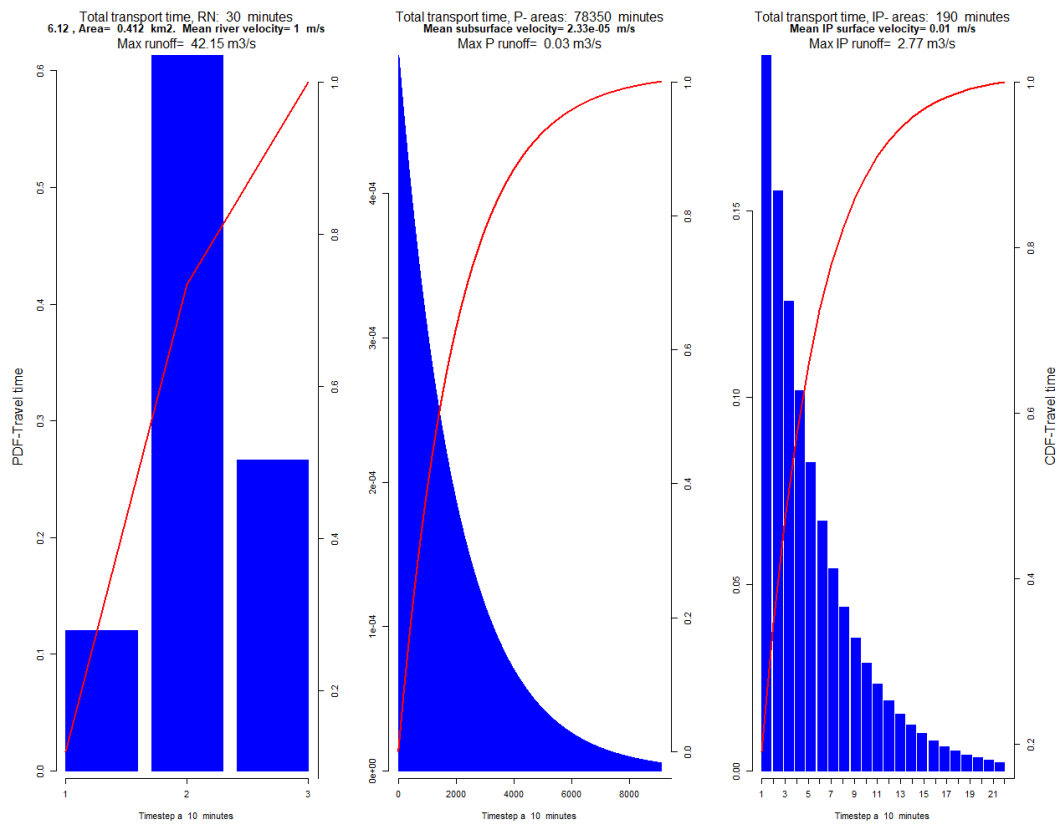 Total transport time, RN: 30 minutes
6.12 , Area= 0.412 km2. Mean river velocity= 1 m/s
Max runoff= 42.15 m3/s
PDF-Travel time
0.0
0.1
0.2
0.3
0.4
0.5
0.6
0.2
0.4
0.6
0.8
1.0
1
2
3
Timestep a 10 minutes
Total transport time, P- areas: 78350 minutes
Mean subsurface velocity= 2.33e-05 m/s
Max P runoff= 0.03 m3/s
0e+00
1e-04
2e-04
3e-04
4e-04
0.0
0.2
0.4
0.6
0.8
1.0
0
2000
4000
6000
8000
Timestep a 10 minutes
Total transport time, IP- areas: 190 minutes
Mean IP surface velocity= 0.01 m/s
Max IP runoff= 2.77 m3/s
0.00
0.05
0.10
0.15
0.2
0.4
0.6
0.8
1.0
1 3 5 7 9 11 13 15 17 19 21
Timestep a 10 minutes
CDF-Travel time